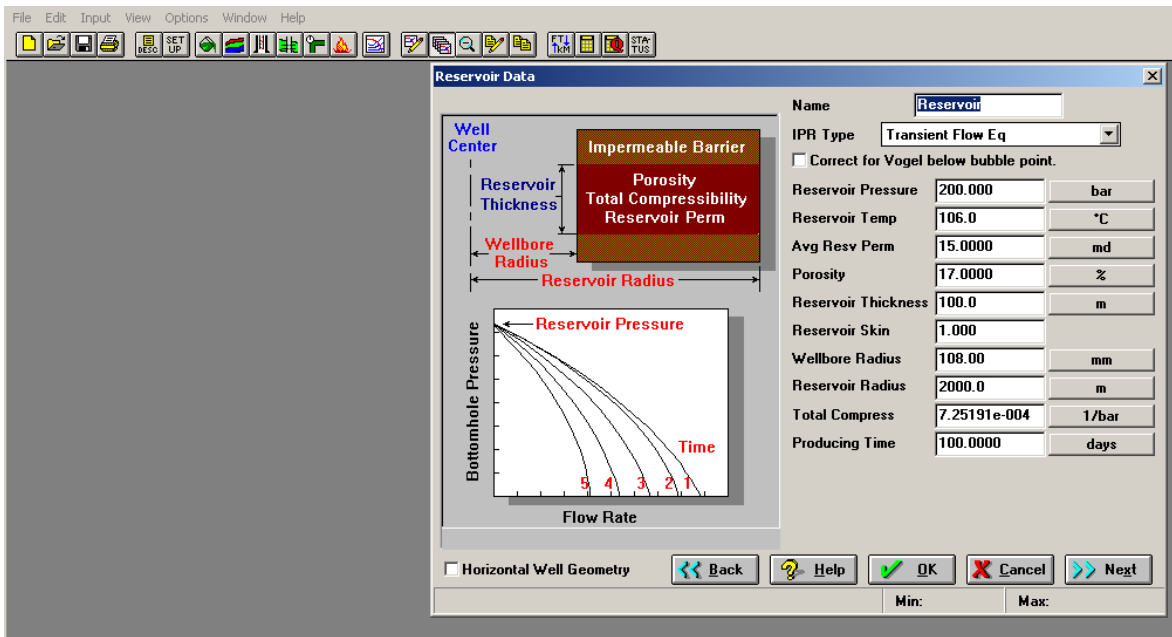 File Edit Input View Options Window Help
DESC SET UP FT KM STA- TUS
Reservoir Data
Well
Center
Impermeable Barrier
Reservoir
Thickness
Porosity
Total Compressibility
Reservoir Perm
Wellbore
Radius
Reservoir Radius
Reservoir Pressure
Bottomhole Pressure
Time
5 4 3 2 1
Flow Rate
Name Reservoir
IPR Type Transient Flow Eq
Correct for Vogel below bubble point.
Reservoir Pressure 200.000 bar
Reservoir Temp 106.0 °C
Avg Resv Perm 15.0000 md
Porosity 17.0000 %
Reservoir Thickness 100.0 m
Reservoir Skin 1.000
Wellbore Radius 108.00 mm
Reservoir Radius 2000.0 m
Total Compress 7.25191e-004 1/bar
Producing Time 100.0000 days
Horizontal Well Geometry Back Help OK Cancel Next
Min: Max: